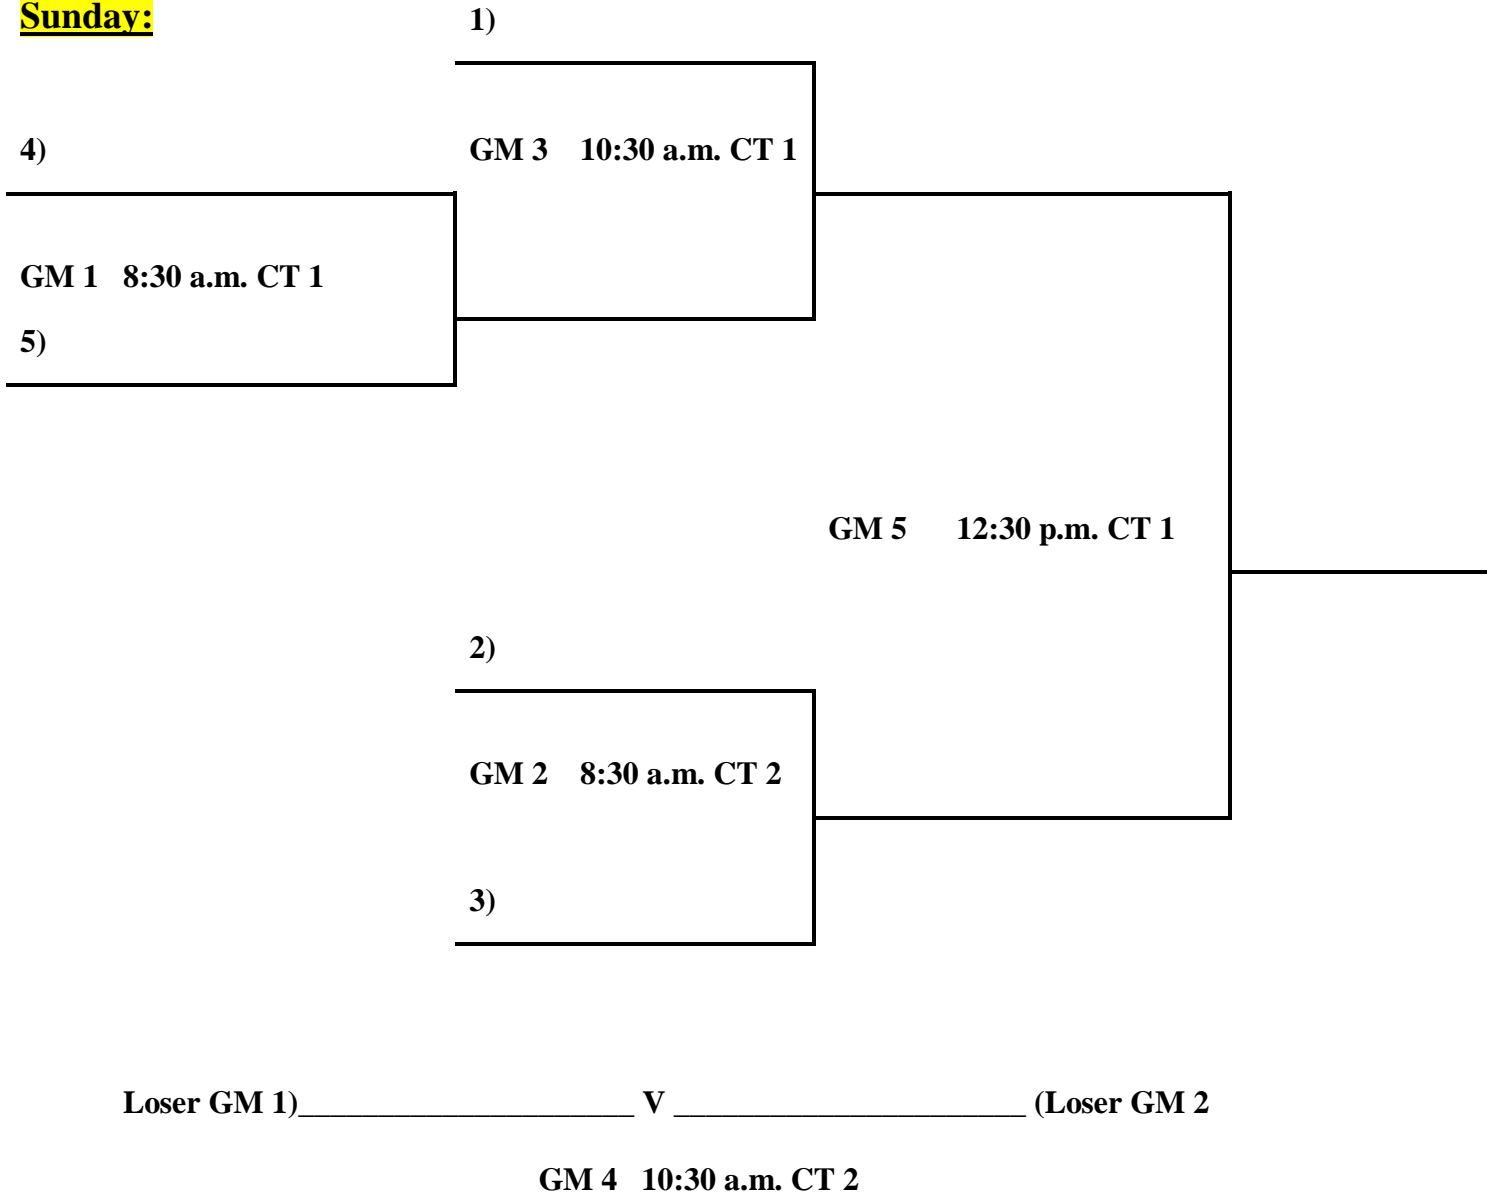 Sunday:
1)
4)
GM 3 10:30 a.m. CT 1
GM 1 8:30 a.m. CT 1
5)
GM 5 12:30 p.m. CT 1
2)
GM 2 8:30 a.m. CT 2
3)
Loser GM 1)_____________________ V ______________________ (Loser GM 2
GM 4 10:30 a.m. CT 2